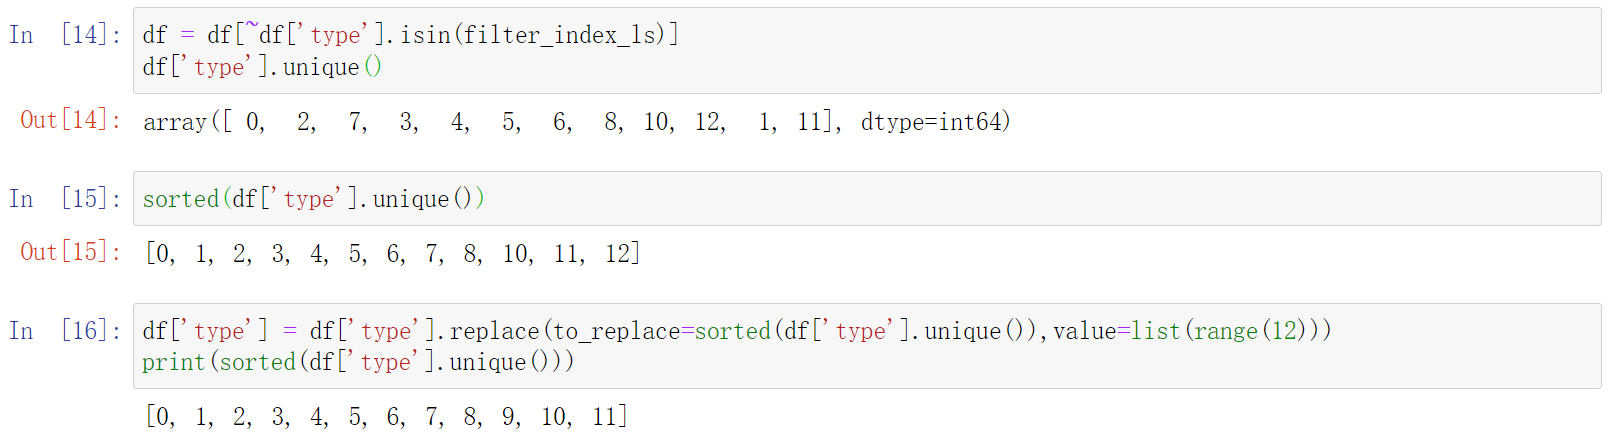 In [14]: df = df[~df['type'].isin(filter_index_ls)]
df['type'].unique()
Out[14]: array([ 0, 2, 7, 3, 4, 5, 6, 8, 10, 12, 1, 11], dtype=int64)
In [15]: sorted(df['type'].unique())
Out[15]: [0, 1, 2, 3, 4, 5, 6, 7, 8, 10, 11, 12]
In [16]: df['type'] = df['type'].replace(to_replace=sorted(df['type'].unique()),value=list(range(12)))
print(sorted(df['type'].unique()))
[0, 1, 2, 3, 4, 5, 6, 7, 8, 9, 10, 11]